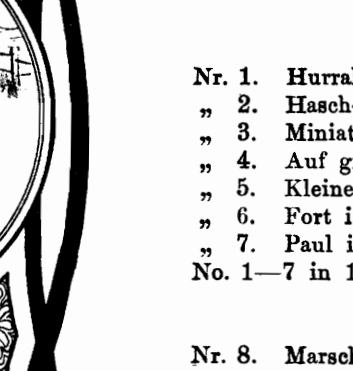 Nr. 1. Hurra
„ 2. Hasch-
„ 3. Miniat
„ 4. Auf g
„ 5. Kleine
„ 6. Fort i
„ 7. Paul i
No. 1—7 in 1
Nr. 8. Marsch